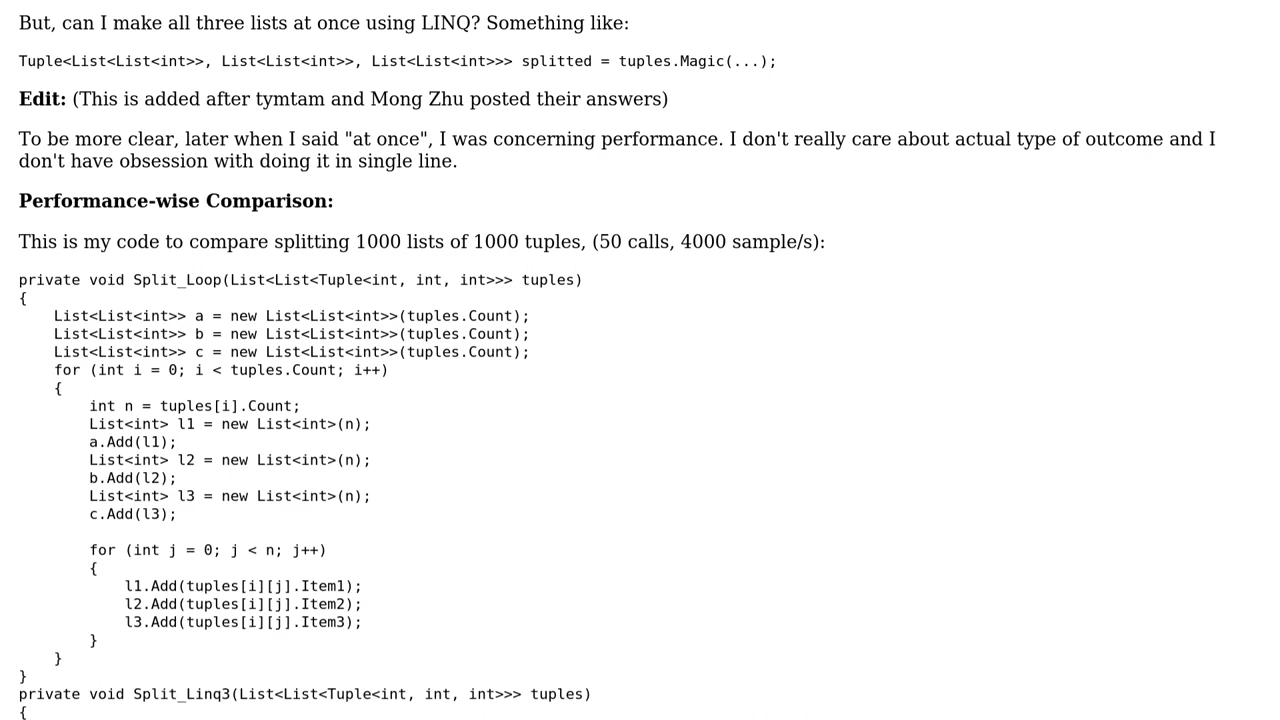 But, can I make all three lists at once using LINQ? Something like:
Tuple<List<List<int>>, List<List<int>>, List<List<int>>> splitted = tuples.Magic(...);
Edit: (This is added after tymtam and Mong Zhu posted their answers)
To be more clear, later when I said "at once", I was concerning performance. I don't really care about actual type of outcome and I
don't have obsession with doing it in single line.
Performance-wise Comparison:
This is my code to compare splitting 1000 lists of 1000 tuples, (50 calls, 4000 sample/s):
private void Split_Loop(List<List<Tuple<int, int, int>>> tuples)
{
    List<List<int>> a = new List<List<int>>(tuples.Count);
    List<List<int>> b = new List<List<int>>(tuples.Count);
    List<List<int>> c = new List<List<int>>(tuples.Count);
    for (int i = 0; i < tuples.Count; i++)
    {
        int n = tuples[i].Count;
        List<int> l1 = new List<int>(n);
        a.Add(l1);
        List<int> l2 = new List<int>(n);
        b.Add(l2);
        List<int> l3 = new List<int>(n);
        c.Add(l3);

        for (int j = 0; j < n; j++)
        {
            l1.Add(tuples[i][j].Item1);
            l2.Add(tuples[i][j].Item2);
            l3.Add(tuples[i][j].Item3);
        }
    }
}
private void Split_Linq3(List<List<Tuple<int, int, int>>> tuples)
{